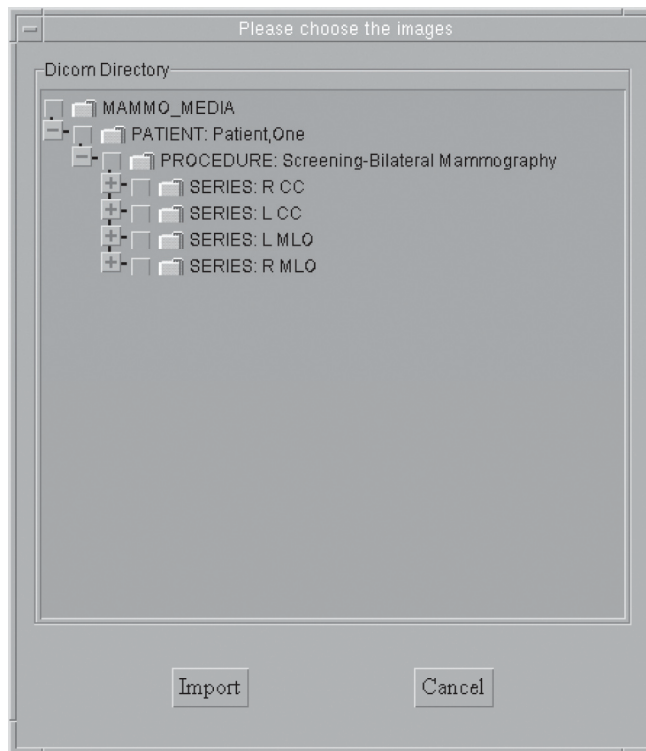 Please choose the images
Dicom Directory
MAMMO_MEDIA
PATIENT: Patient,One
PROCEDURE: Screening-Bilateral Mammography
SERIES: R CC
SERIES: L CC
SERIES: L MLO
SERIES: R MLO
Import Cancel